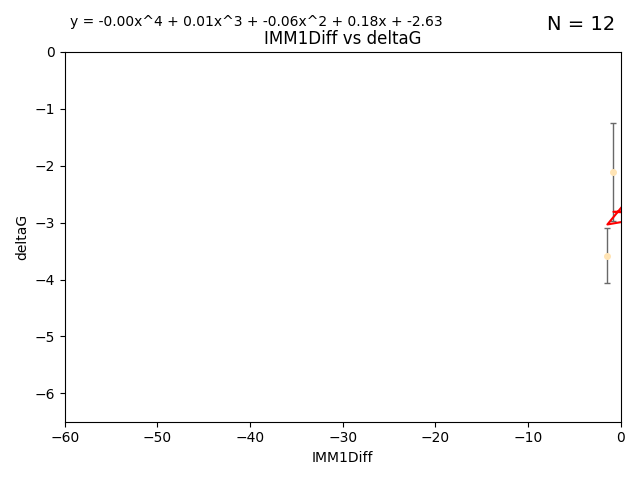 y = -0.00x^4 + 0.01x^3 + -0.06x^2 + 0.18x + -2.63
N = 12
IMM1Diff vs deltaG
deltaG
0
−1
−2
−3
−4
−5
−6
−60 −50 −40 −30 −20 −10 0
IMM1Diff